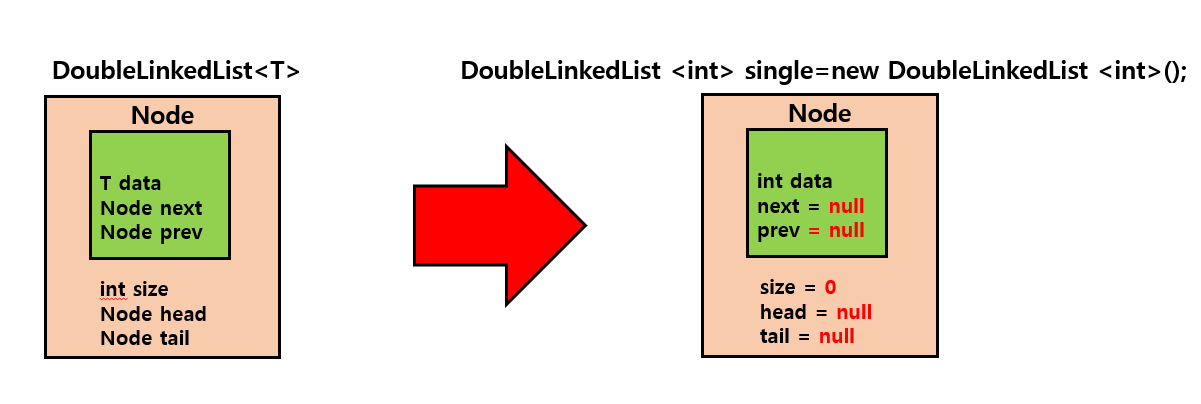 DoubleLinkedList<T>
Node
T data
Node next
Node prev
int size
Node head
Node tail
DoubleLinkedList <int> single=new DoubleLinkedList <int>();
Node
int data
next = null
prev = null
size = 0
head = null
tail = null